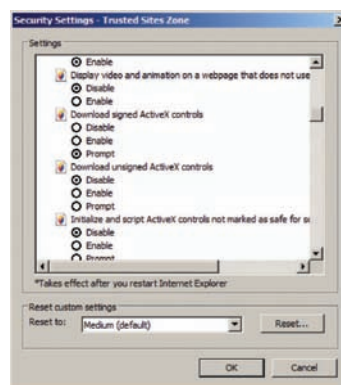 Security Settings - Trusted Sites Zone
Settings
Enable
Display video and animation on a webpage that does not use
Disable
Enable
Download signed ActiveX controls
Disable
Enable
Prompt
Download unsigned ActiveX controls
Disable
Enable
Prompt
Initialize and script ActiveX controls not marked as safe for
Disable
Enable
Prompt
*Takes effect after you restart Internet Explorer
Reset custom settings
Reset to: Medium (default) Reset...
OK Cancel